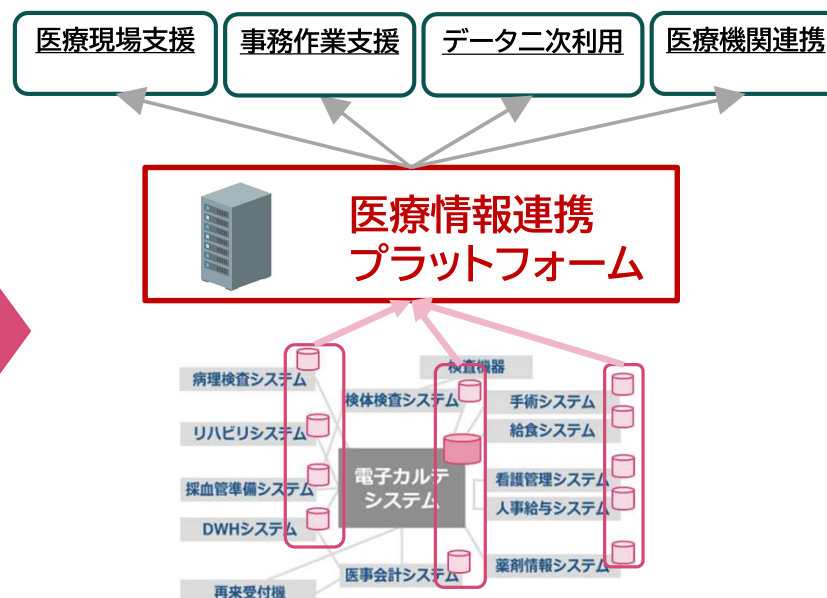 医療現場支援
事務作業支援
データ二次利用
医療機関連携
医療情報連携
プラットフォーム
病理検査システム
検査機器
検体検査システム
手術システム
リハビリシステム
給食システム
電子カルテ
システム
採血管準備システム
看護管理システム
人事給与システム
DWHシステム
医事会計システム
薬剤情報システム
再来受付機